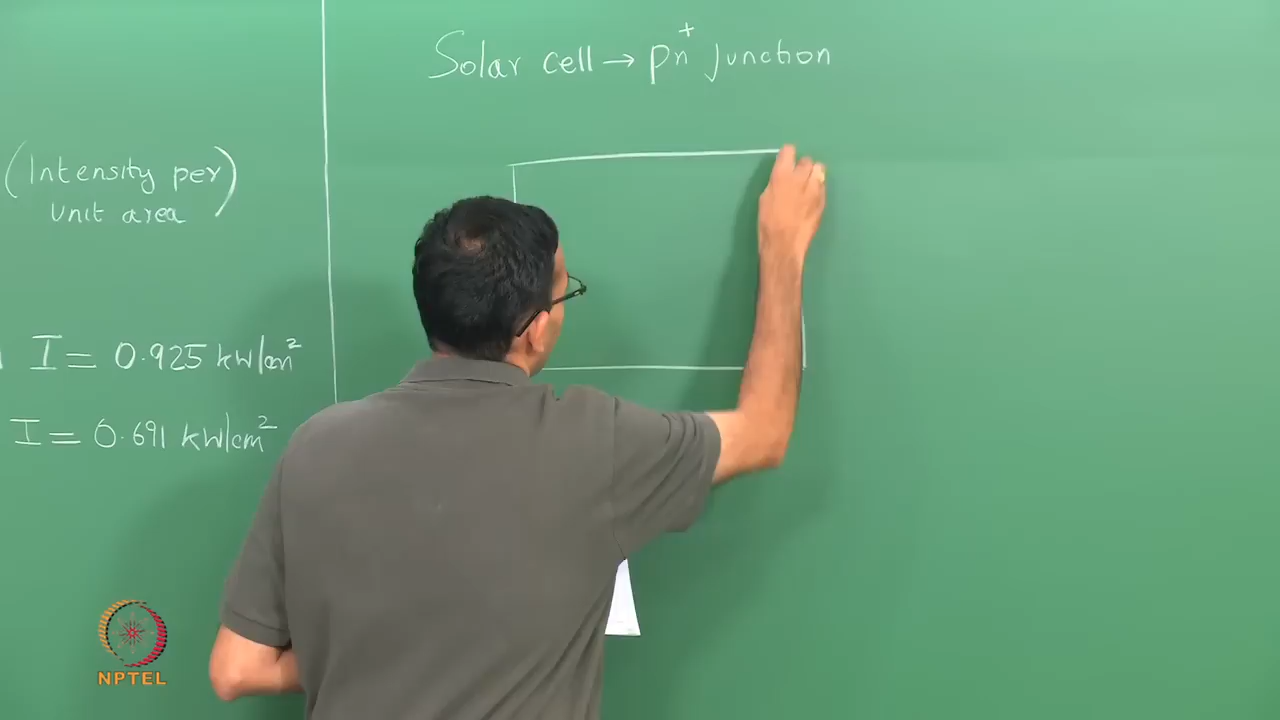 Solar cell → pn⁺ junction
(Intensity per
unit area)
I = 0.925 kW/cm²
I = 0.691 kW/cm²
NPTEL